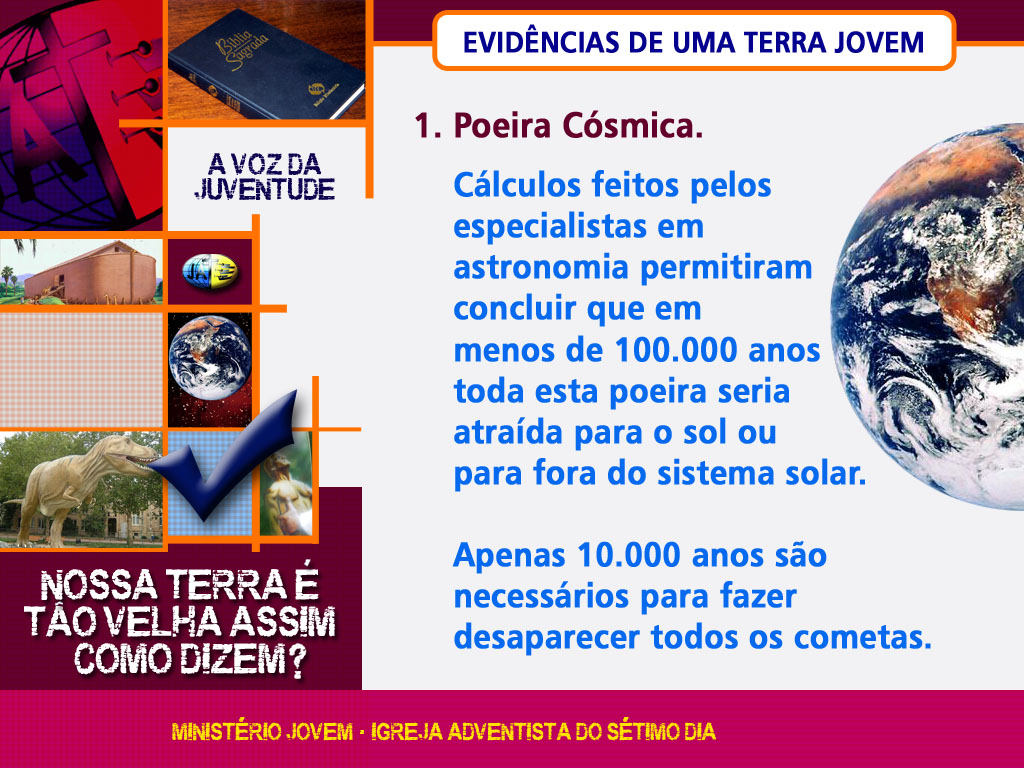 EVIDÊNCIAS DE UMA TERRA JOVEM
1. Poeira Cósmica.
Cálculos feitos pelos
especialistas em
astronomia permitiram
concluir que em
menos de 100.000 anos
toda esta poeira seria
atraída para o sol ou
para fora do sistema solar.
Apenas 10.000 anos são
necessários para fazer
desaparecer todos os cometas.
Bíblia
Sagrada
A VOZ DA
JUVENTUDE
NOSSA TERRA É
TÃO VELHA ASSIM
COMO DIZEM?
MINISTÉRIO JOVEM - IGREJA ADVENTISTA DO SÉTIMO DIA